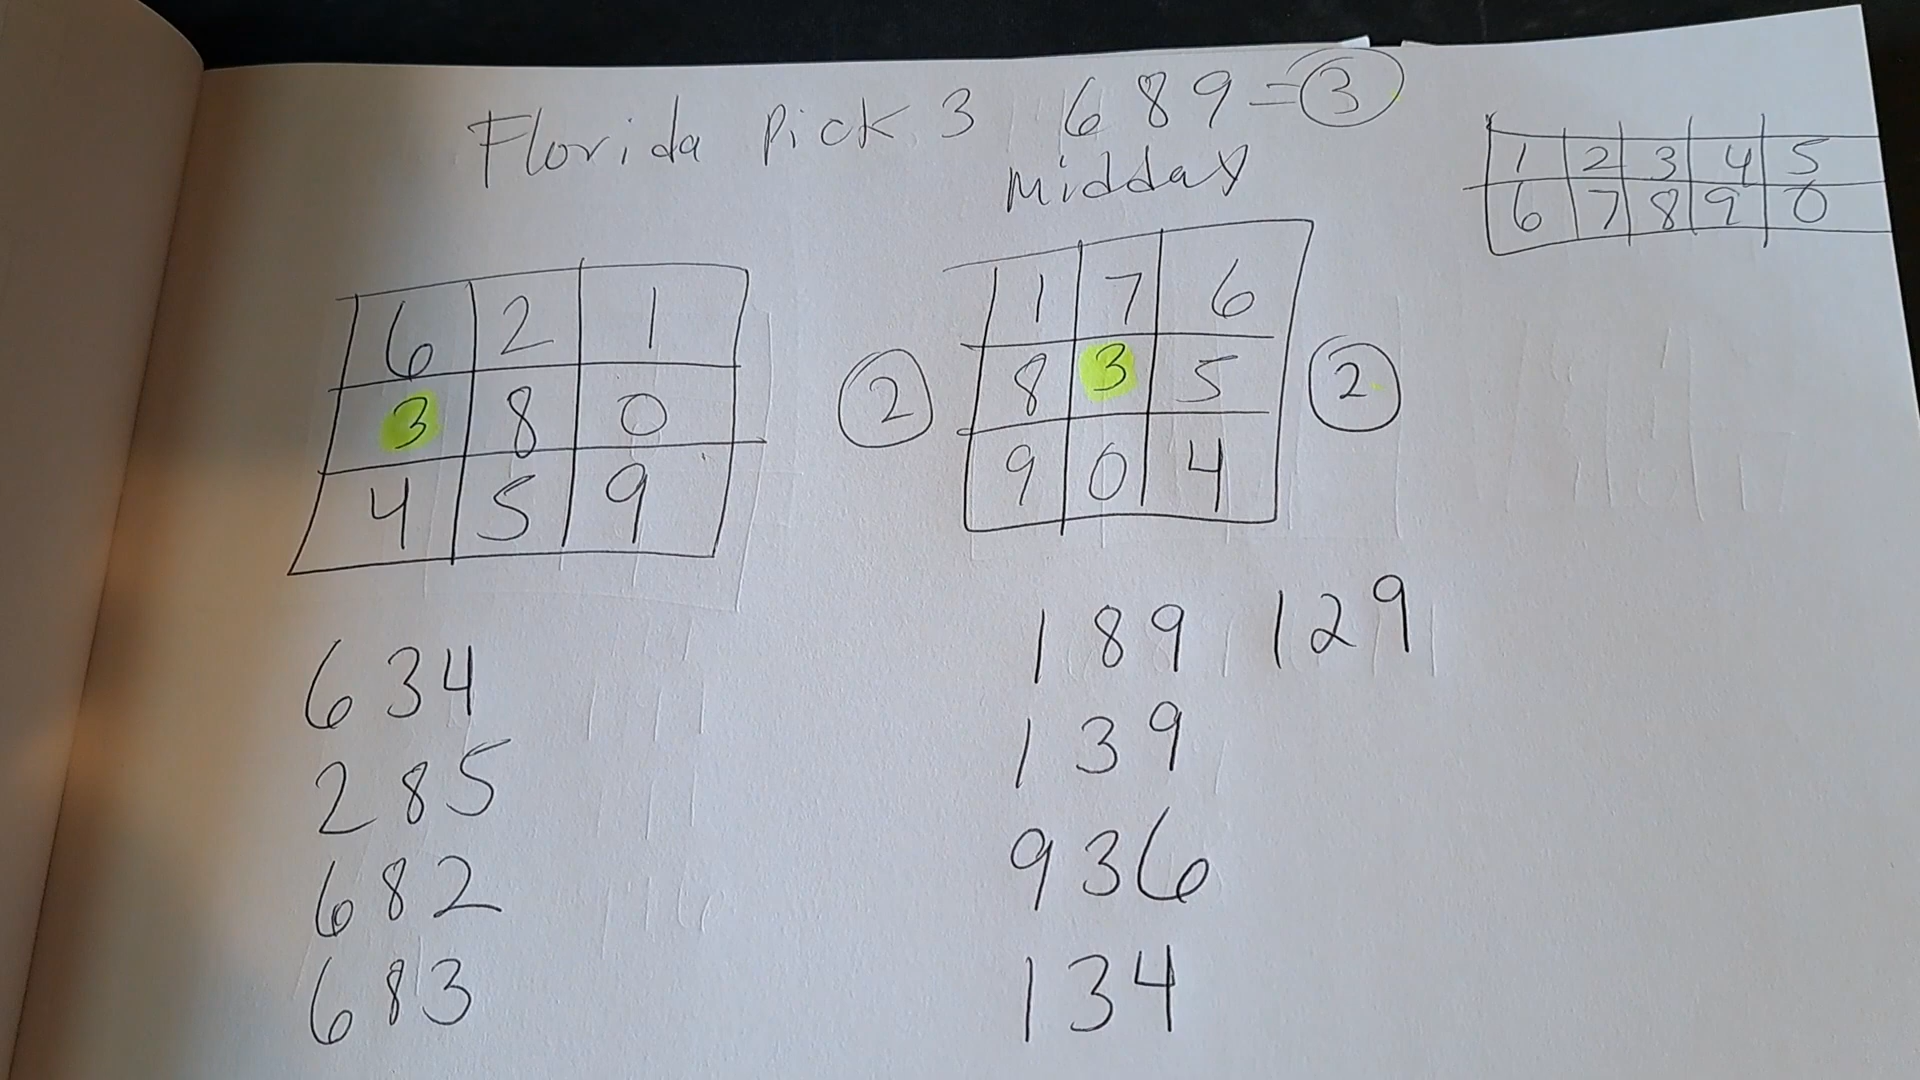 Florida Pick 3 689 = 3
Midday
1 2 3 4 5
6 7 8 9 0
6 2 1
3 8 0
4 5 9
2
1 7 6
8 3 5
9 0 4
2
634
285
682
683
189 129
139
936
134